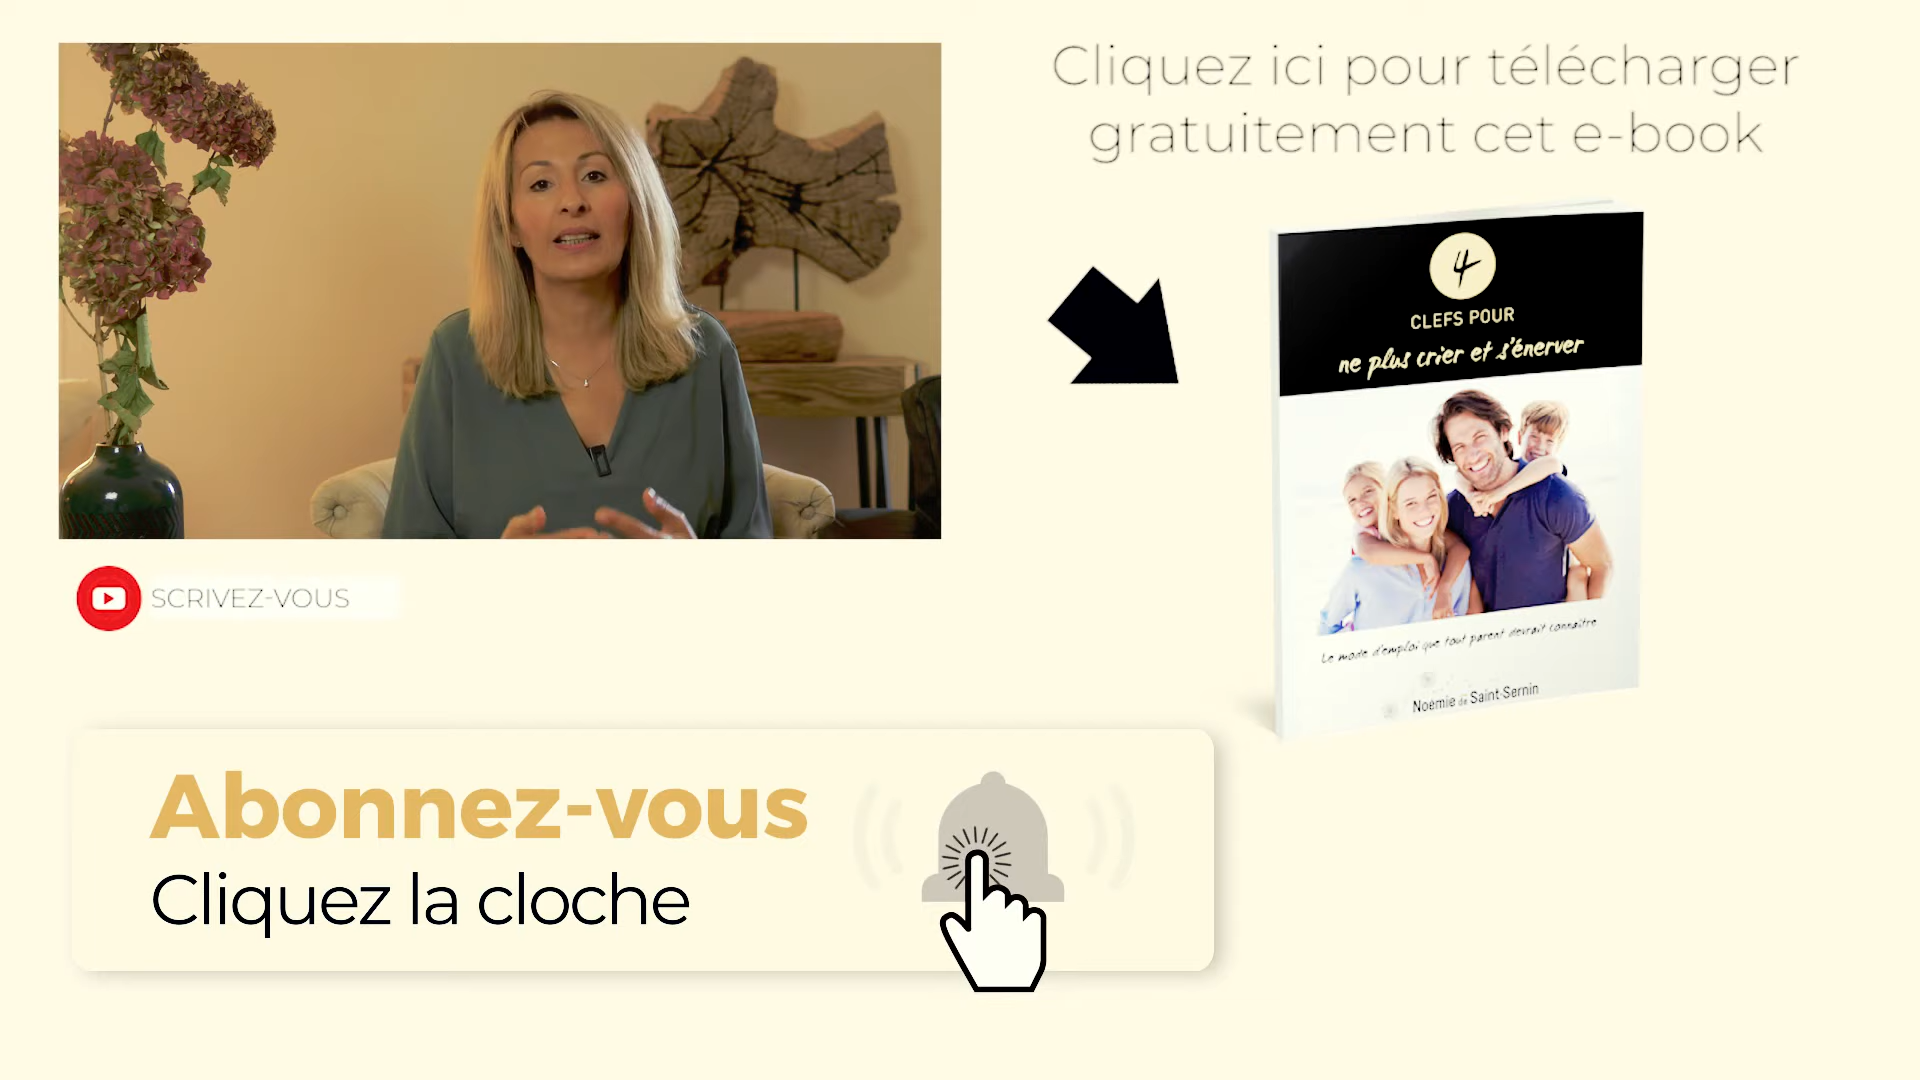 Cliquez ici pour télécharger
gratuitement cet e-book
4
CLEFS POUR
ne plus crier et s'énerver
Le mode d'emploi que tout parent devrait connaître
Noémie de Saint-Sernin
SCRIVEZ-VOUS
Abonnez-vous
Cliquez la cloche